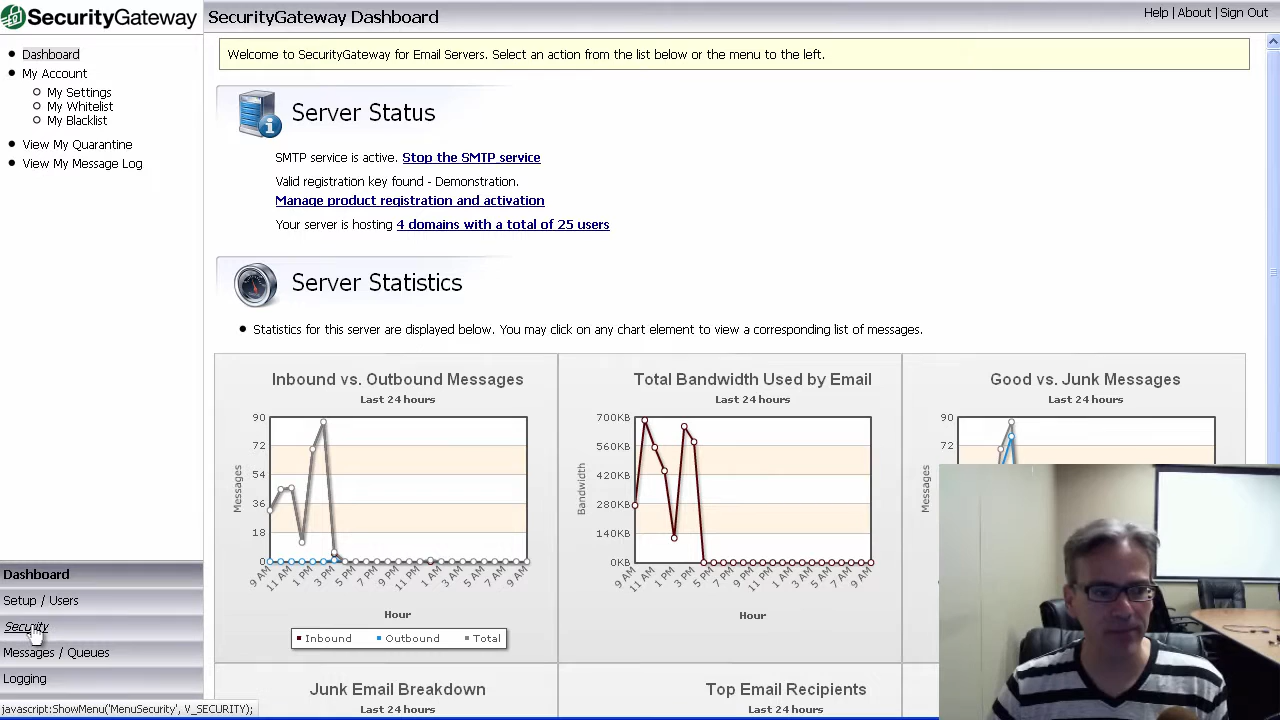 SecurityGateway
SecurityGateway Dashboard
Help | About | Sign Out
Dashboard
My Account
My Settings
My Whitelist
My Blacklist
View My Quarantine
View My Message Log
Welcome to SecurityGateway for Email Servers. Select an action from the list below or the menu to the left.
Server Status
SMTP service is active. Stop the SMTP service
Valid registration key found - Demonstration.
Manage product registration and activation
Your server is hosting 4 domains with a total of 25 users
Server Statistics
Statistics for this server are displayed below. You may click on any chart element to view a corresponding list of messages.
Inbound vs. Outbound Messages
Last 24 hours
90
72
54
36
18
0
Messages
9 AM 11 AM 1 PM 3 PM 5 PM 7 PM 9 PM 11 PM 1 AM 3 AM 5 AM 7 AM 9 AM
Hour
Inbound Outbound Total
Total Bandwidth Used by Email
Last 24 hours
700KB
560KB
420KB
280KB
140KB
0KB
Bandwidth
9 AM 11 AM 1 PM 3 PM 5 PM 7 PM 9 PM 11 PM 1 AM 3 AM 5 AM 7 AM 9 AM
Hour
Good vs. Junk Messages
Last 24 hours
90
72
Messages
Junk Email Breakdown
Last 24 hours
Top Email Recipients
Last 24 hours
Dashboard
Setup / Users
Security
Messages / Queues
Logging
javascript:ShowMenu('MenuSecurity', V_SECURITY);